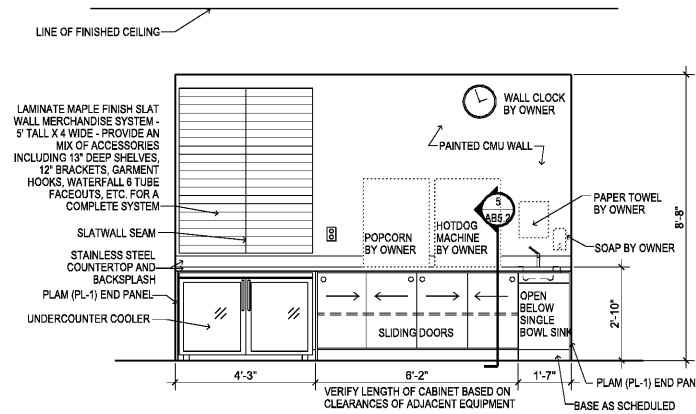 LINE OF FINISHED CEILING
LAMINATE MAPLE FINISH SLAT
WALL MERCHANDISE SYSTEM -
5' TALL X 4 WIDE - PROVIDE AN
MIX OF ACCESSORIES
INCLUDING 13" DEEP SHELVES,
12" BRACKETS, GARMENT
HOOKS, WATERFALL 6 TUBE
FACEOUTS, ETC. FOR A
COMPLETE SYSTEM
SLATWALL SEAM
STAINLESS STEEL
COUNTERTOP AND
BACKSPLASH
PLAM (PL-1) END PANEL
UNDERCOUNTER COOLER
WALL CLOCK
BY OWNER
PAINTED CMU WALL
5
AB5.2
PAPER TOWEL
BY OWNER
SOAP BY OWNER
POPCORN
BY OWNER
HOTDOG
MACHINE
BY OWNER
SLIDING DOORS
OPEN
BELOW
SINGLE
BOWL SINK
8'-8"
2'-10"
4'-3"
6'-2"
1'-7"
VERIFY LENGTH OF CABINET BASED ON
CLEARANCES OF ADJACENT EQUIPMENT
PLAM (PL-1) END PAN
BASE AS SCHEDULED